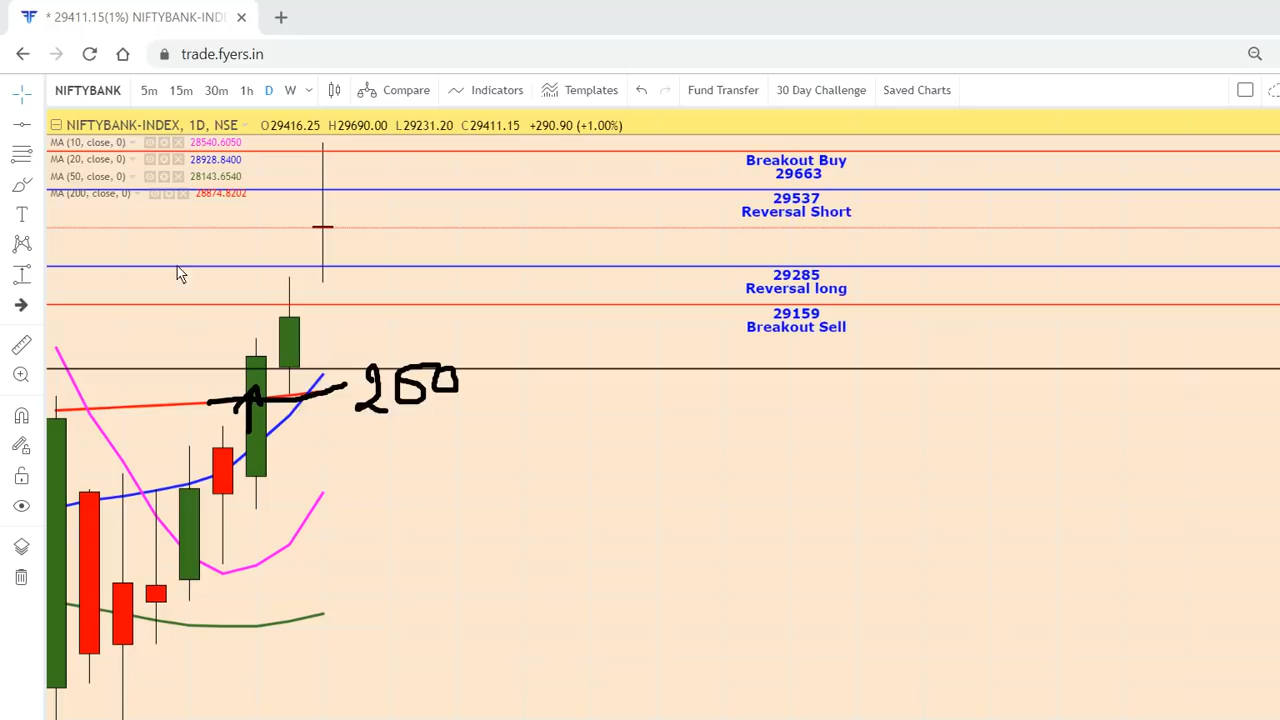 * 29411.15(1%) NIFTYBANK-INDE
trade.fyers.in
NIFTYBANK 5m 15m 30m 1h D W Compare Indicators Templates Fund Transfer 30 Day Challenge Saved Charts
NIFTYBANK-INDEX, 1D, NSE O29416.25 H29690.00 L29231.20 C29411.15 +290.90 (+1.00%)
MA (10, close, 0) 28540.6050
MA (20, close, 0) 28928.8400
MA (50, close, 0) 28143.6540
MA (200, close, 0) 28874.8202
Breakout Buy
29663
29537
Reversal Short
29285
Reversal long
29159
Breakout Sell